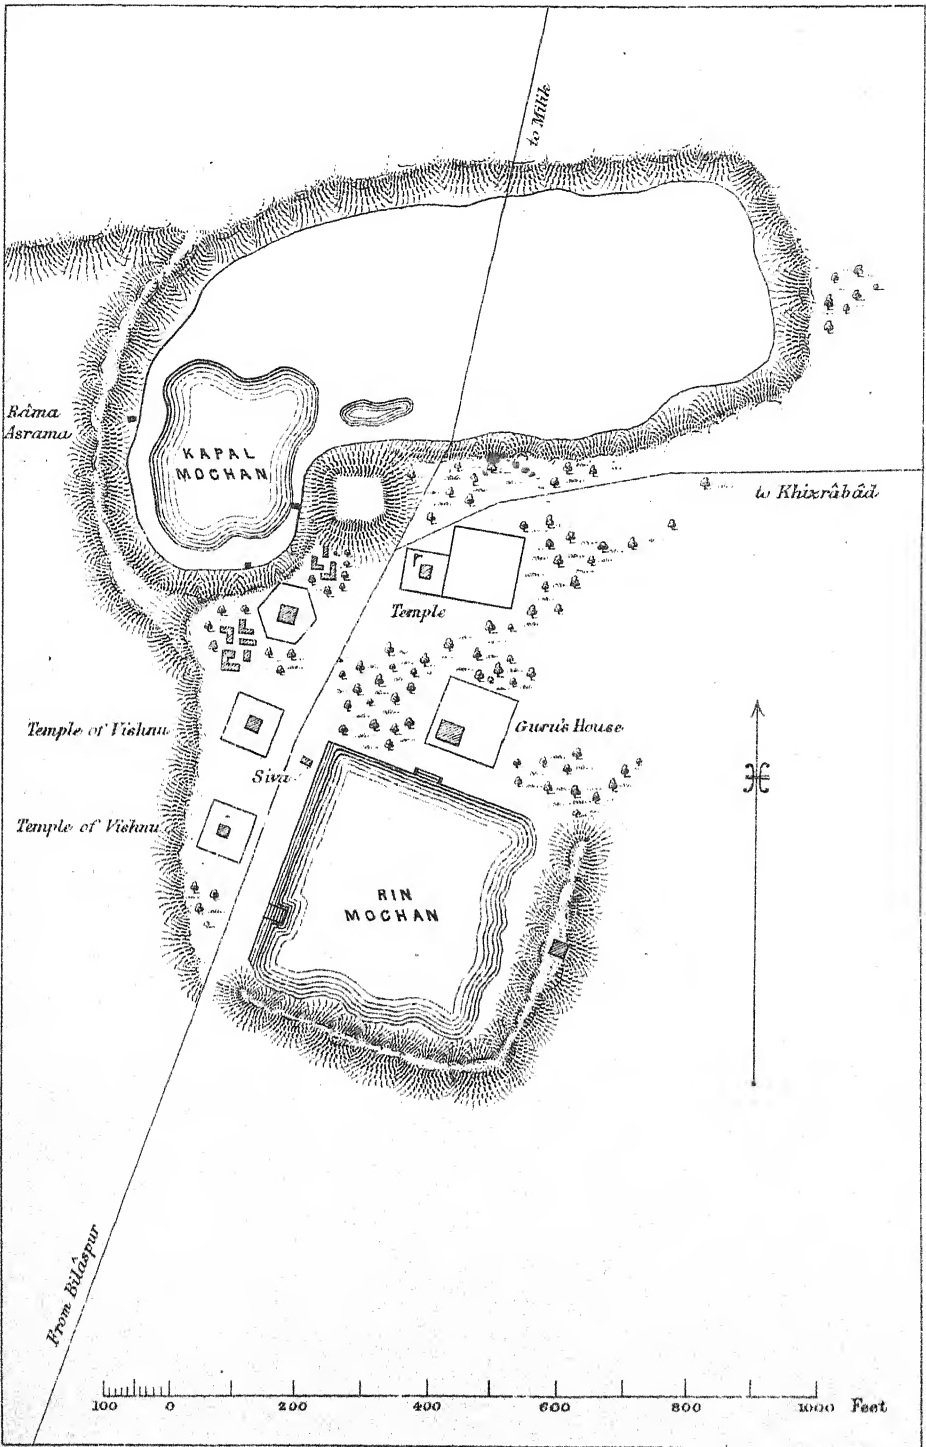 to Milik
Râma
Asrama
KAPAL
MOCHAN
to Khizrâbâd
Temple
Temple of Vishnu
Guru's House
Siva
Temple of Vishnu
RIN
MOCHAN
From Bilâspur
100 0 200 400 600 800 1000 Feet